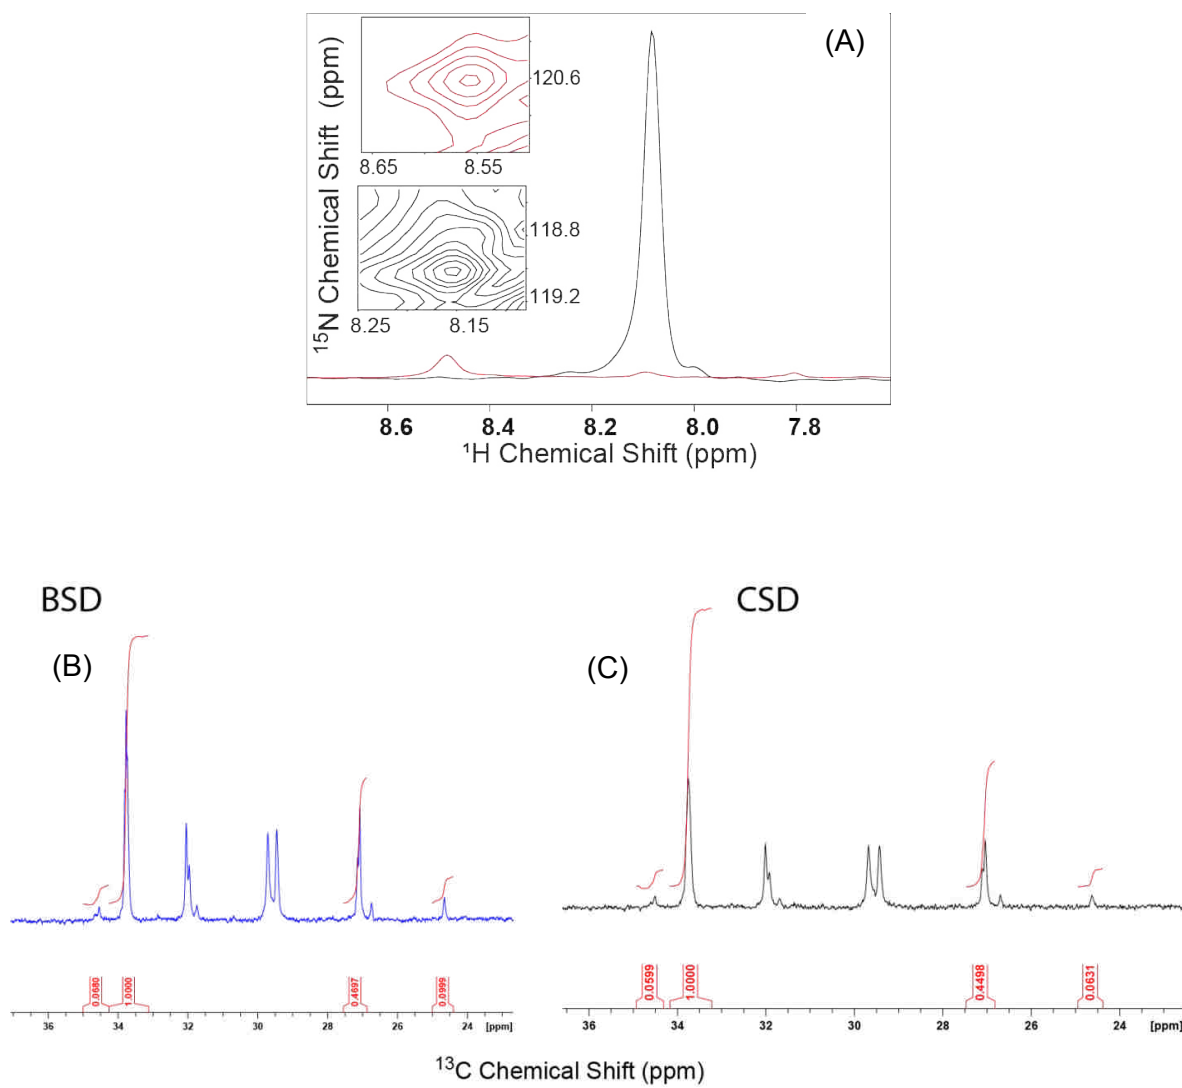 (A)
120.6
8.65 8.55
118.8
119.2
8.25 8.15
¹⁵N Chemical Shift (ppm)
8.6 8.4 8.2 8.0 7.8
¹H Chemical Shift (ppm)
BSD
(B)
0.0680 1.0000 0.4697 0.0999
36 34 32 30 28 26 24 [ppm]
CSD
(C)
0.0599 1.0000 0.4498 0.0631
36 34 32 30 28 26 24 [ppm]
¹³C Chemical Shift (ppm)